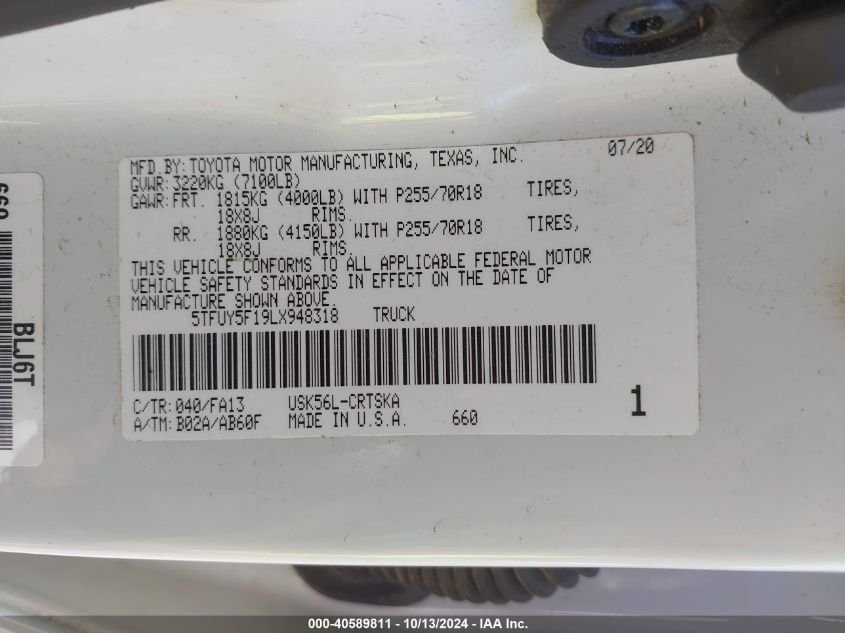 MFD.BY: TOYOTA MOTOR MANUFACTURING, TEXAS, INC. 07/20
GVWR: 3220KG (7100LB)
GAWR: FRT. 1815KG (4000LB) WITH P255/70R18 TIRES,
18X8J RIMS.
RR. 1880KG (4150LB) WITH P255/70R18 TIRES,
18X8J RIMS.
THIS VEHICLE CONFORMS TO ALL APPLICABLE FEDERAL MOTOR
VEHICLE SAFETY STANDARDS IN EFFECT ON THE DATE OF
MANUFACTURE SHOWN ABOVE.
5TFUY5F19LX948318 TRUCK
C/TR: 040/FA13 USK56L-CRTSKA 1
A/TM: B02A/AB60F MADE IN U.S.A. 660
660
BLJ6T
000-40589811 - 10/13/2024 - IAA Inc.